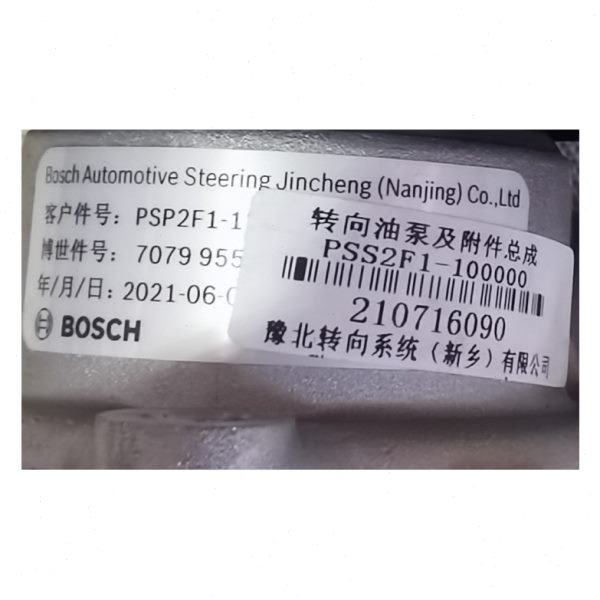 Bosch Automotive Steering Jincheng (Nanjing) Co.,Ltd
客户件号: PSP2F1-1
博世件号: 7079 955
年/月/日: 2021-06-
BOSCH
转向油泵及附件总成
PSS2F1-100000
210716090
豫北转向系统(新乡)有限公司